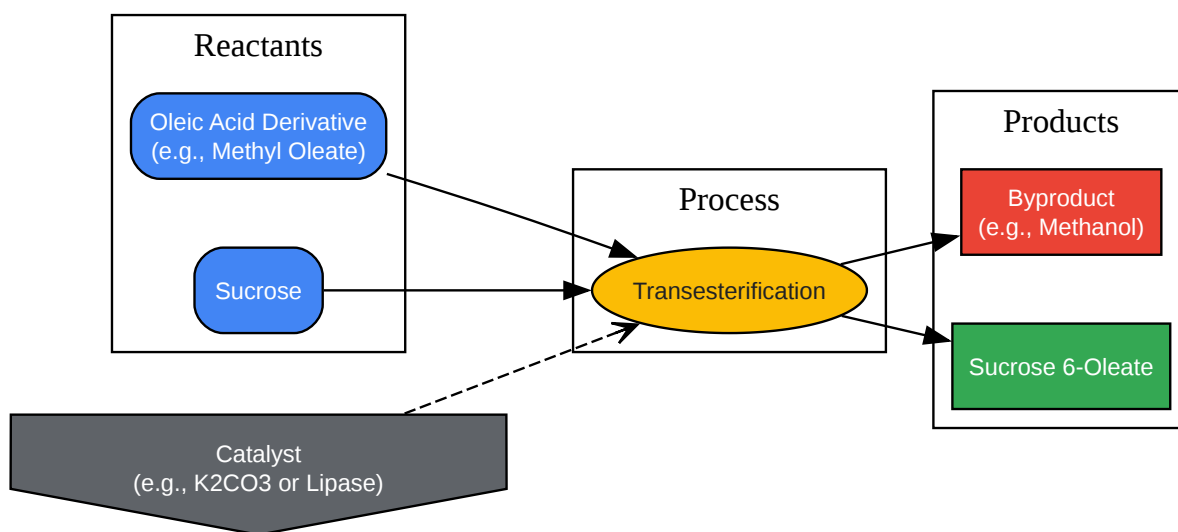 Reactants
Oleic Acid Derivative
(e.g., Methyl Oleate)
Sucrose
Process
Transesterification
Products
Byproduct
(e.g., Methanol)
Sucrose 6-Oleate
Catalyst
(e.g., K2CO3 or Lipase)